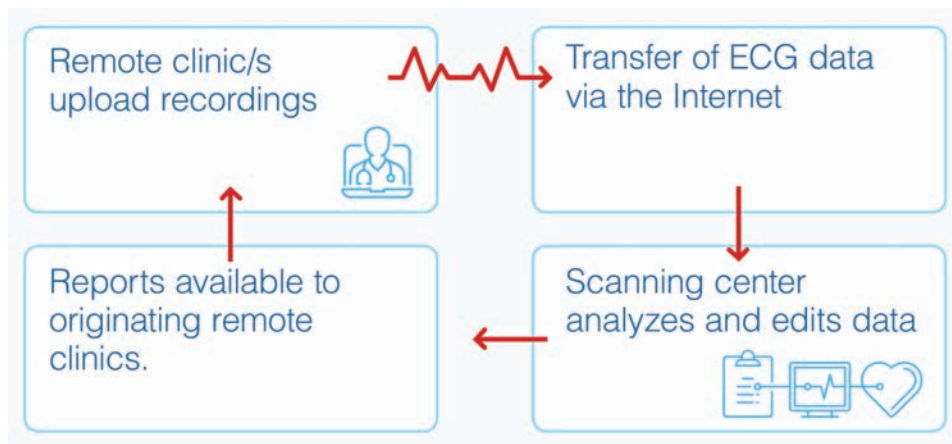 Remote clinic/s
upload recordings
Transfer of ECG data
via the Internet
Scanning center
analyzes and edits data
Reports available to
originating remote
clinics.